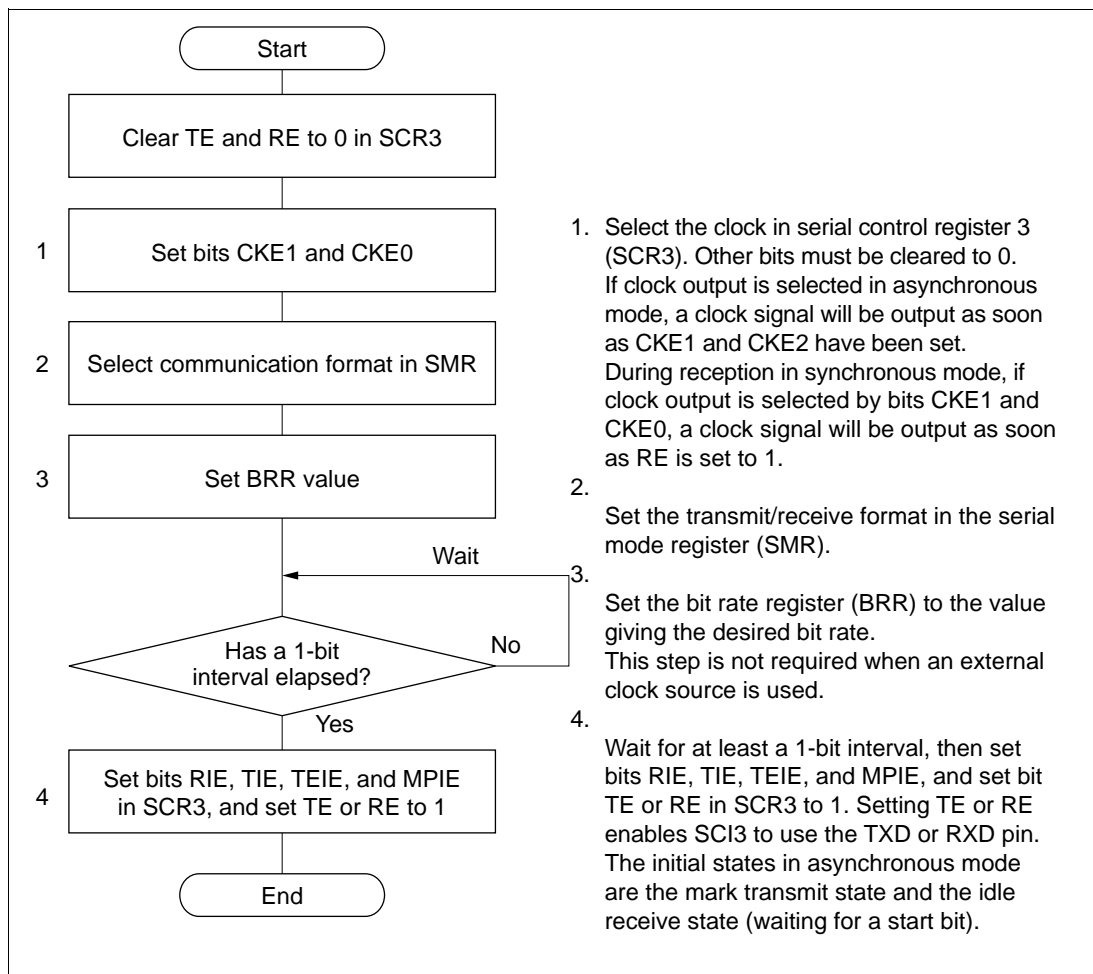 Start
Clear TE and RE to 0 in SCR3
1
Set bits CKE1 and CKE0
2
Select communication format in SMR
3
Set BRR value
Wait
Has a 1-bit
interval elapsed?
No
Yes
4
Set bits RIE, TIE, TEIE, and MPIE
in SCR3, and set TE or RE to 1
End
1. Select the clock in serial control register 3
(SCR3). Other bits must be cleared to 0.
If clock output is selected in asynchronous
mode, a clock signal will be output as soon
as CKE1 and CKE2 have been set.
During reception in synchronous mode, if
clock output is selected by bits CKE1 and
CKE0, a clock signal will be output as soon
as RE is set to 1.
2.
Set the transmit/receive format in the serial
mode register (SMR).
3.
Set the bit rate register (BRR) to the value
giving the desired bit rate.
This step is not required when an external
clock source is used.
4.
Wait for at least a 1-bit interval, then set
bits RIE, TIE, TEIE, and MPIE, and set bit
TE or RE in SCR3 to 1. Setting TE or RE
enables SCI3 to use the TXD or RXD pin.
The initial states in asynchronous mode
are the mark transmit state and the idle
receive state (waiting for a start bit).